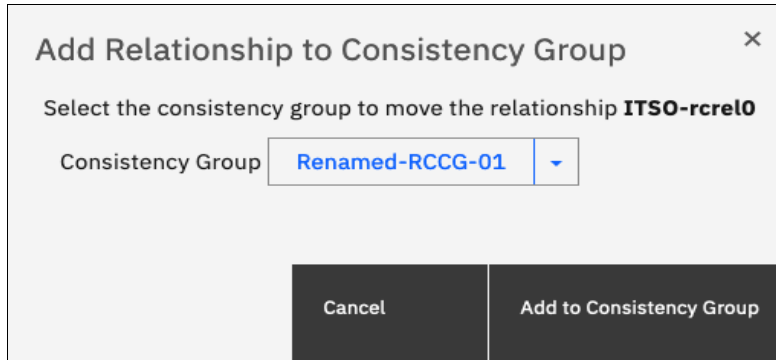 Add Relationship to Consistency Group
Select the consistency group to move the relationship ITSO-rcrel0
Consistency Group Renamed-RCCG-01
Cancel Add to Consistency Group